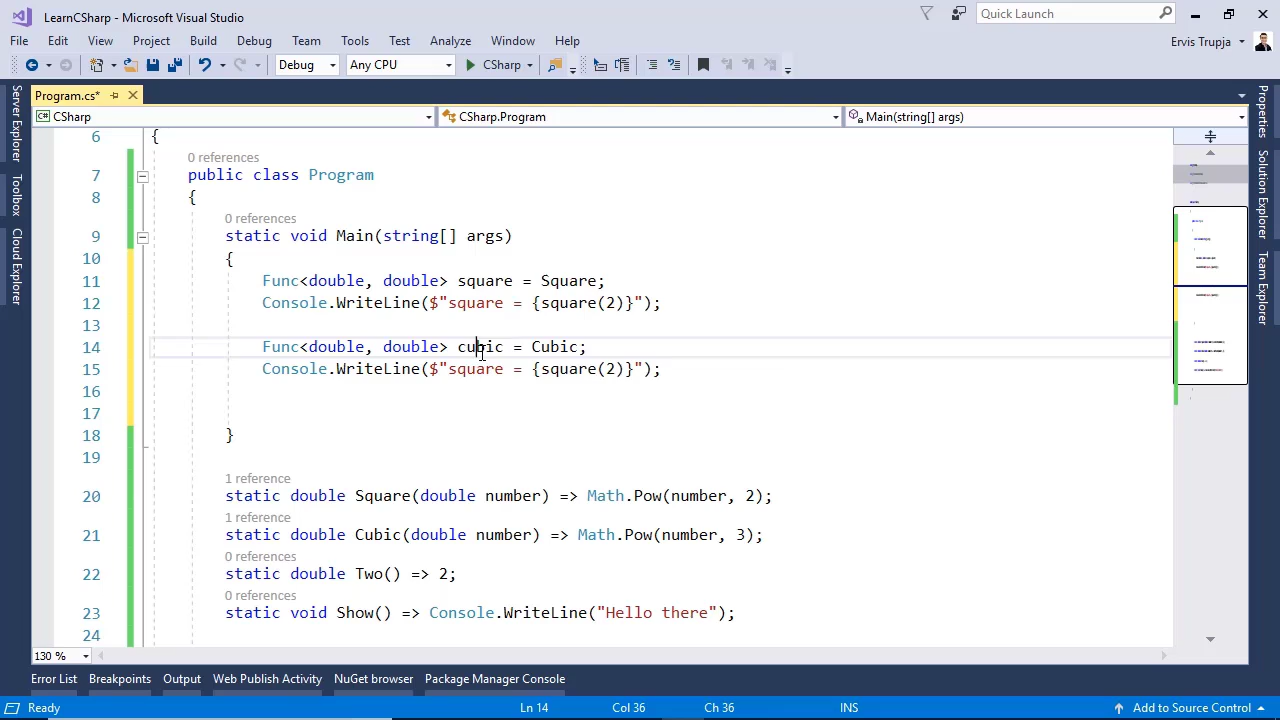 LearnCSharp - Microsoft Visual Studio
Quick Launch
File Edit View Project Build Debug Team Tools Test Analyze Window Help
Ervis Trupja
Debug Any CPU CSharp
Program.cs*
CSharp CSharp.Program Main(string[] args)
Server Explorer
Toolbox
Cloud Explorer
Properties
Solution Explorer
Team Explorer
6 {
0 references
7 public class Program
8 {
0 references
9 static void Main(string[] args)
10 {
11 Func<double, double> square = Square;
12 Console.WriteLine($"square = {square(2)}");
13
14 Func<double, double> cubic = Cubic;
15 Console.WriteLine($"square = {square(2)}");
16
17
18 }
19
1 reference
20 static double Square(double number) => Math.Pow(number, 2);
1 reference
21 static double Cubic(double number) => Math.Pow(number, 3);
0 references
22 static double Two() => 2;
0 references
23 static void Show() => Console.WriteLine("Hello there");
24
130 %
Error List Breakpoints Output Web Publish Activity NuGet browser Package Manager Console
Ready Ln 14 Col 36 Ch 36 INS Add to Source Control